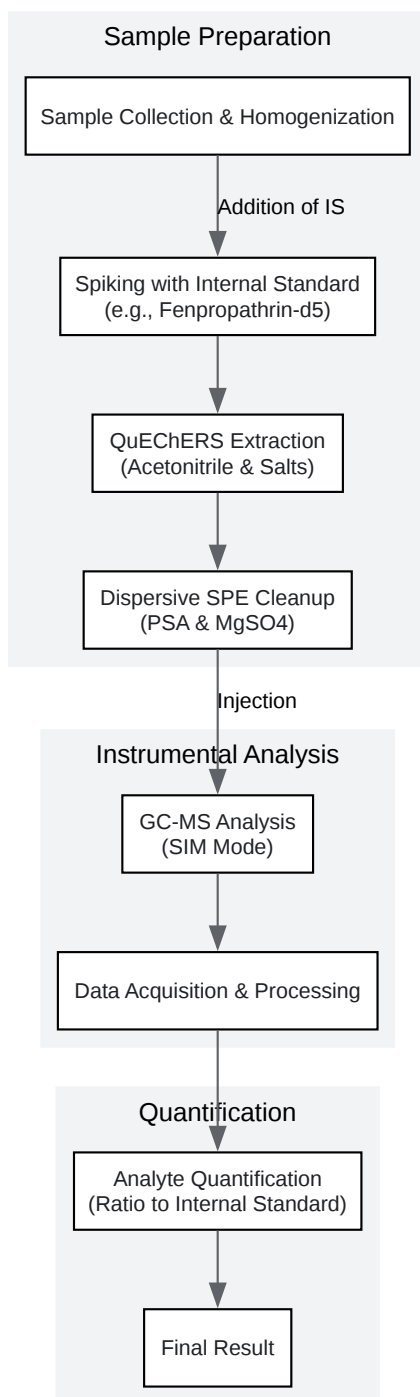 Sample Preparation
Sample Collection & Homogenization
Addition of IS
Spiking with Internal Standard
(e.g., Fenpropathrin-d5)
QuEChERS Extraction
(Acetonitrile & Salts)
Dispersive SPE Cleanup
(PSA & MgSO4)
Injection
Instrumental Analysis
GC-MS Analysis
(SIM Mode)
Data Acquisition & Processing
Quantification
Analyte Quantification
(Ratio to Internal Standard)
Final Result